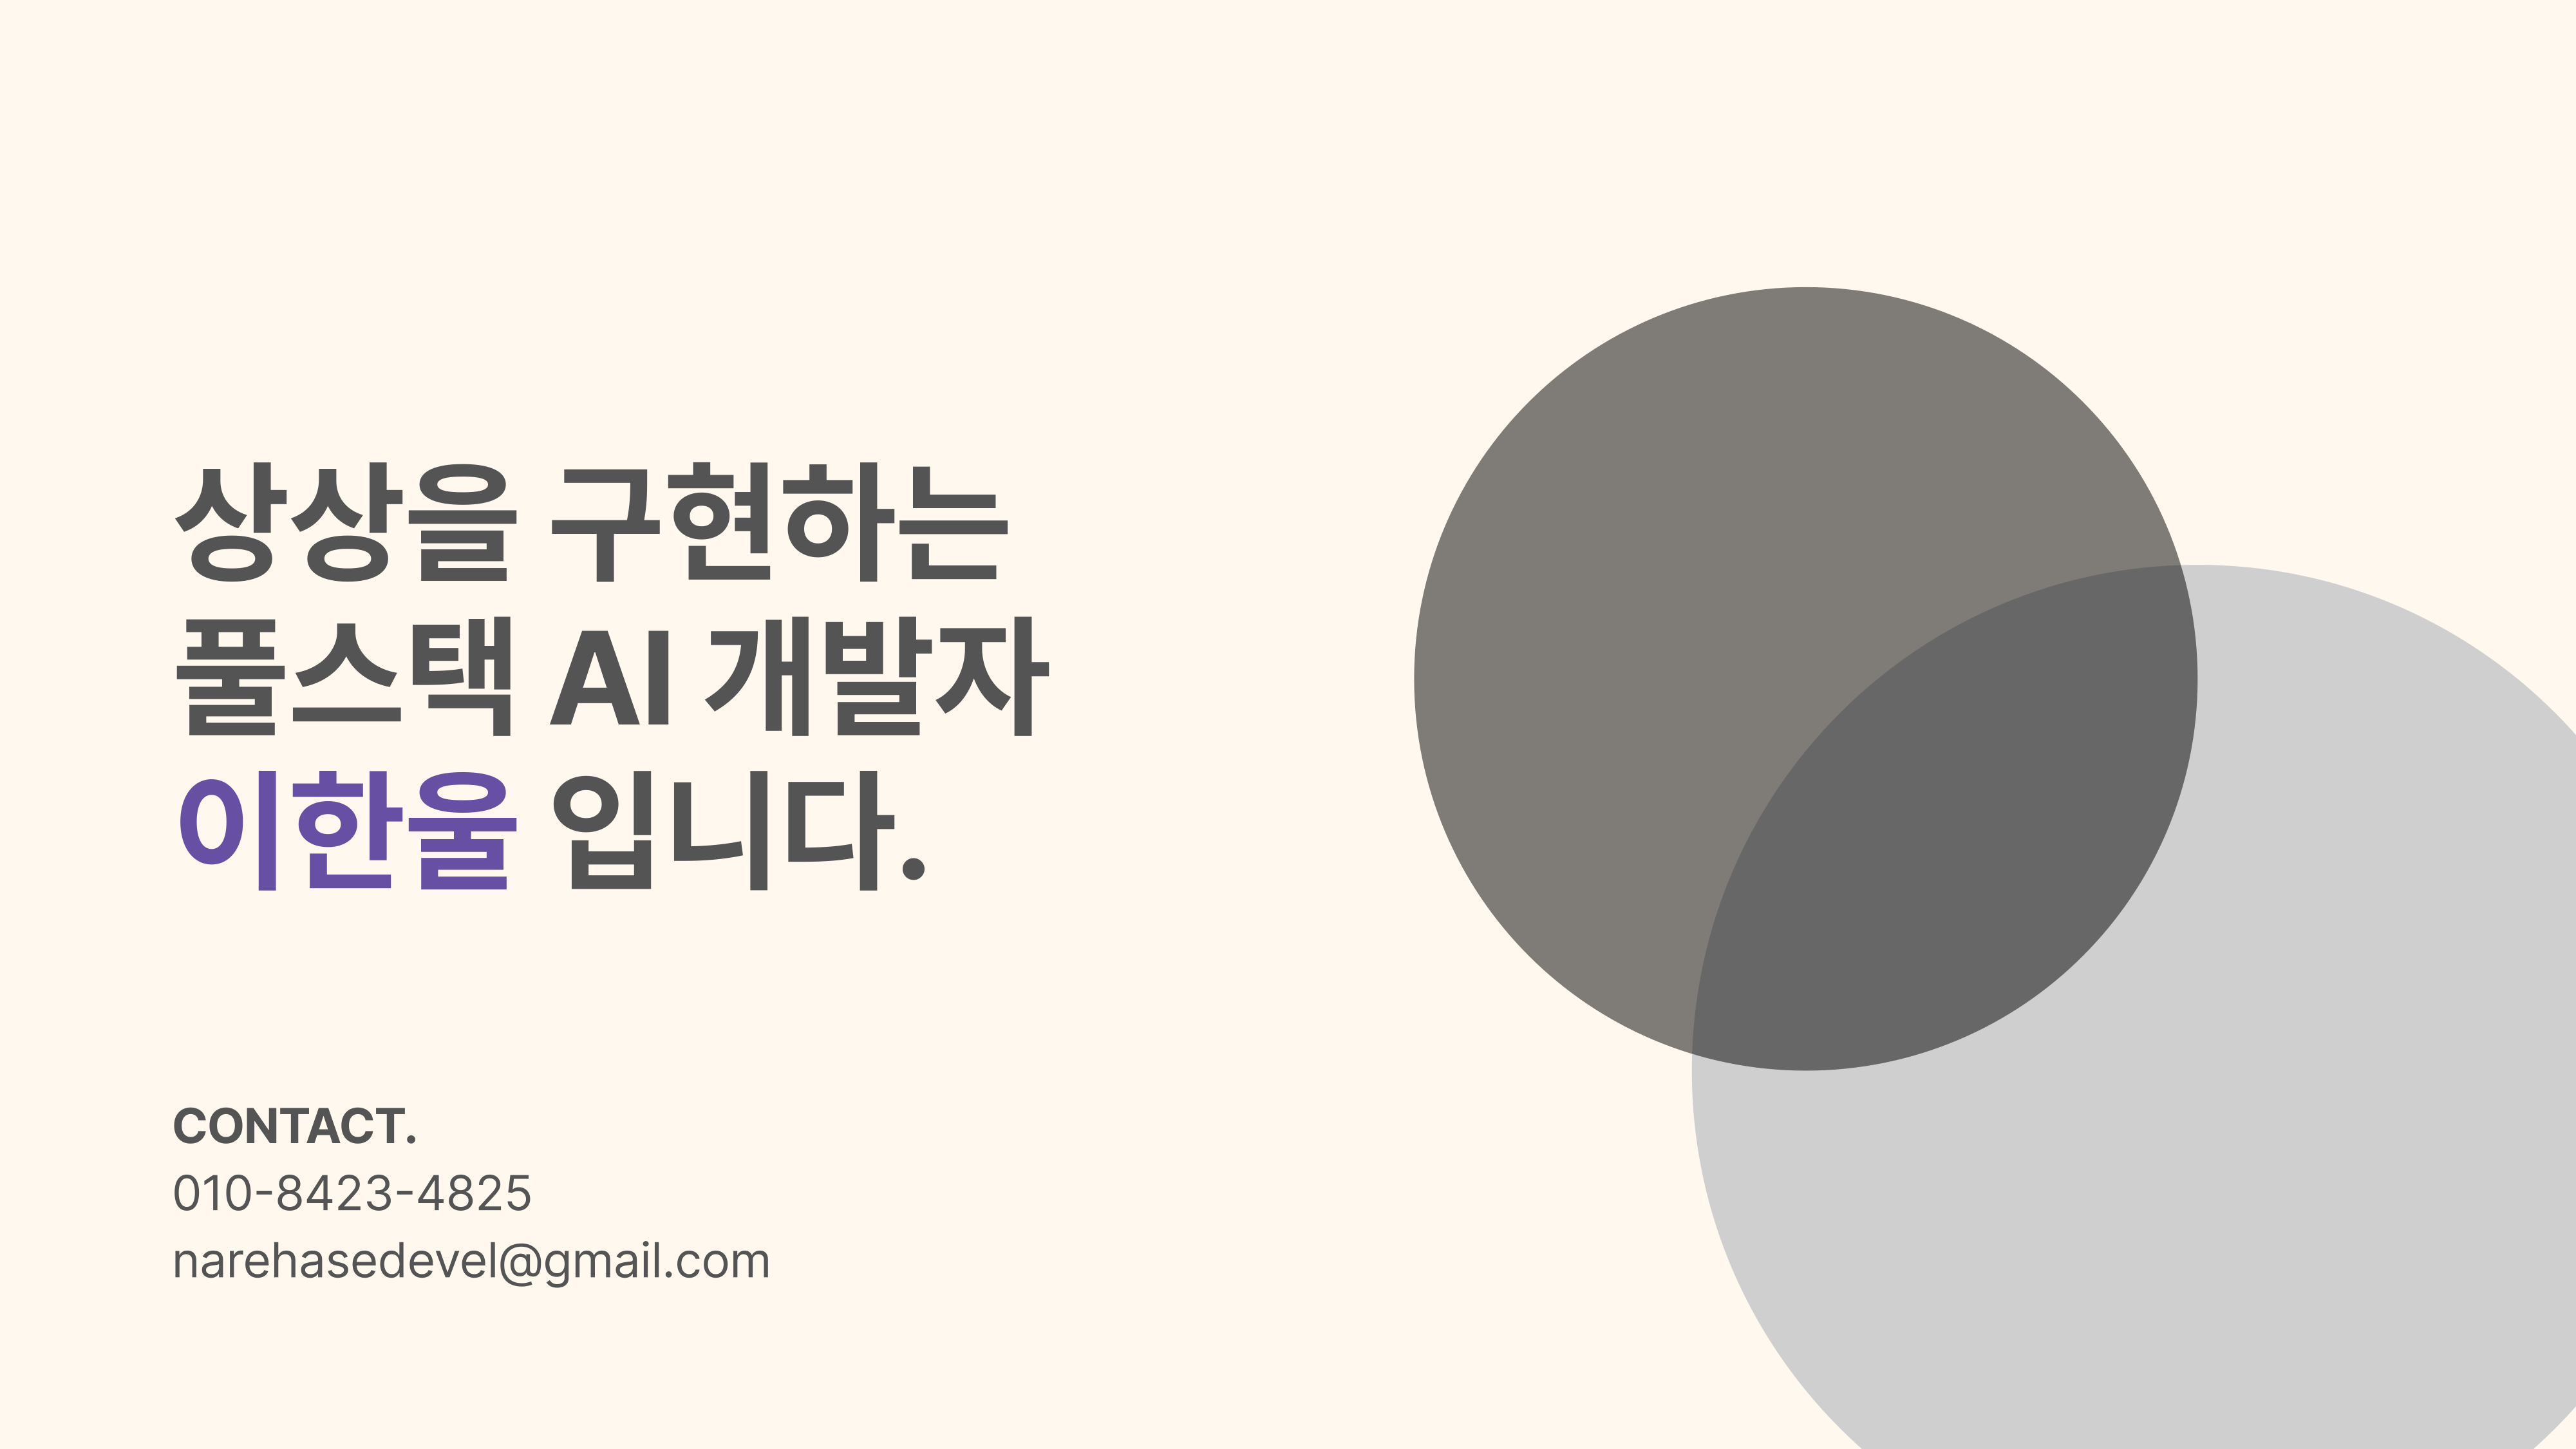 상상을 구현하는
풀스택 AI 개발자
이한울 입니다.
CONTACT.
010-8423-4825
narehasedevel@gmail.com